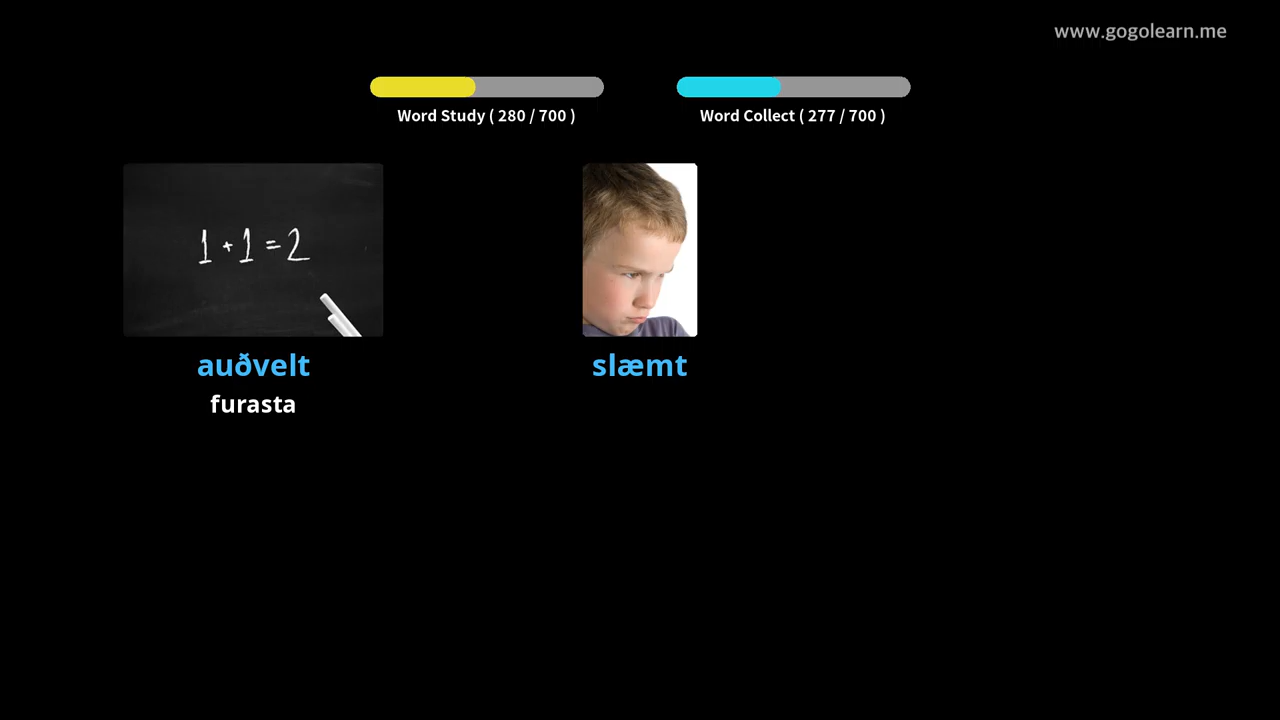 www.gogolearn.me
Word Study ( 280 / 700 )
Word Collect ( 277 / 700 )
1 + 1 = 2
auðvelt
furasta
slæmt